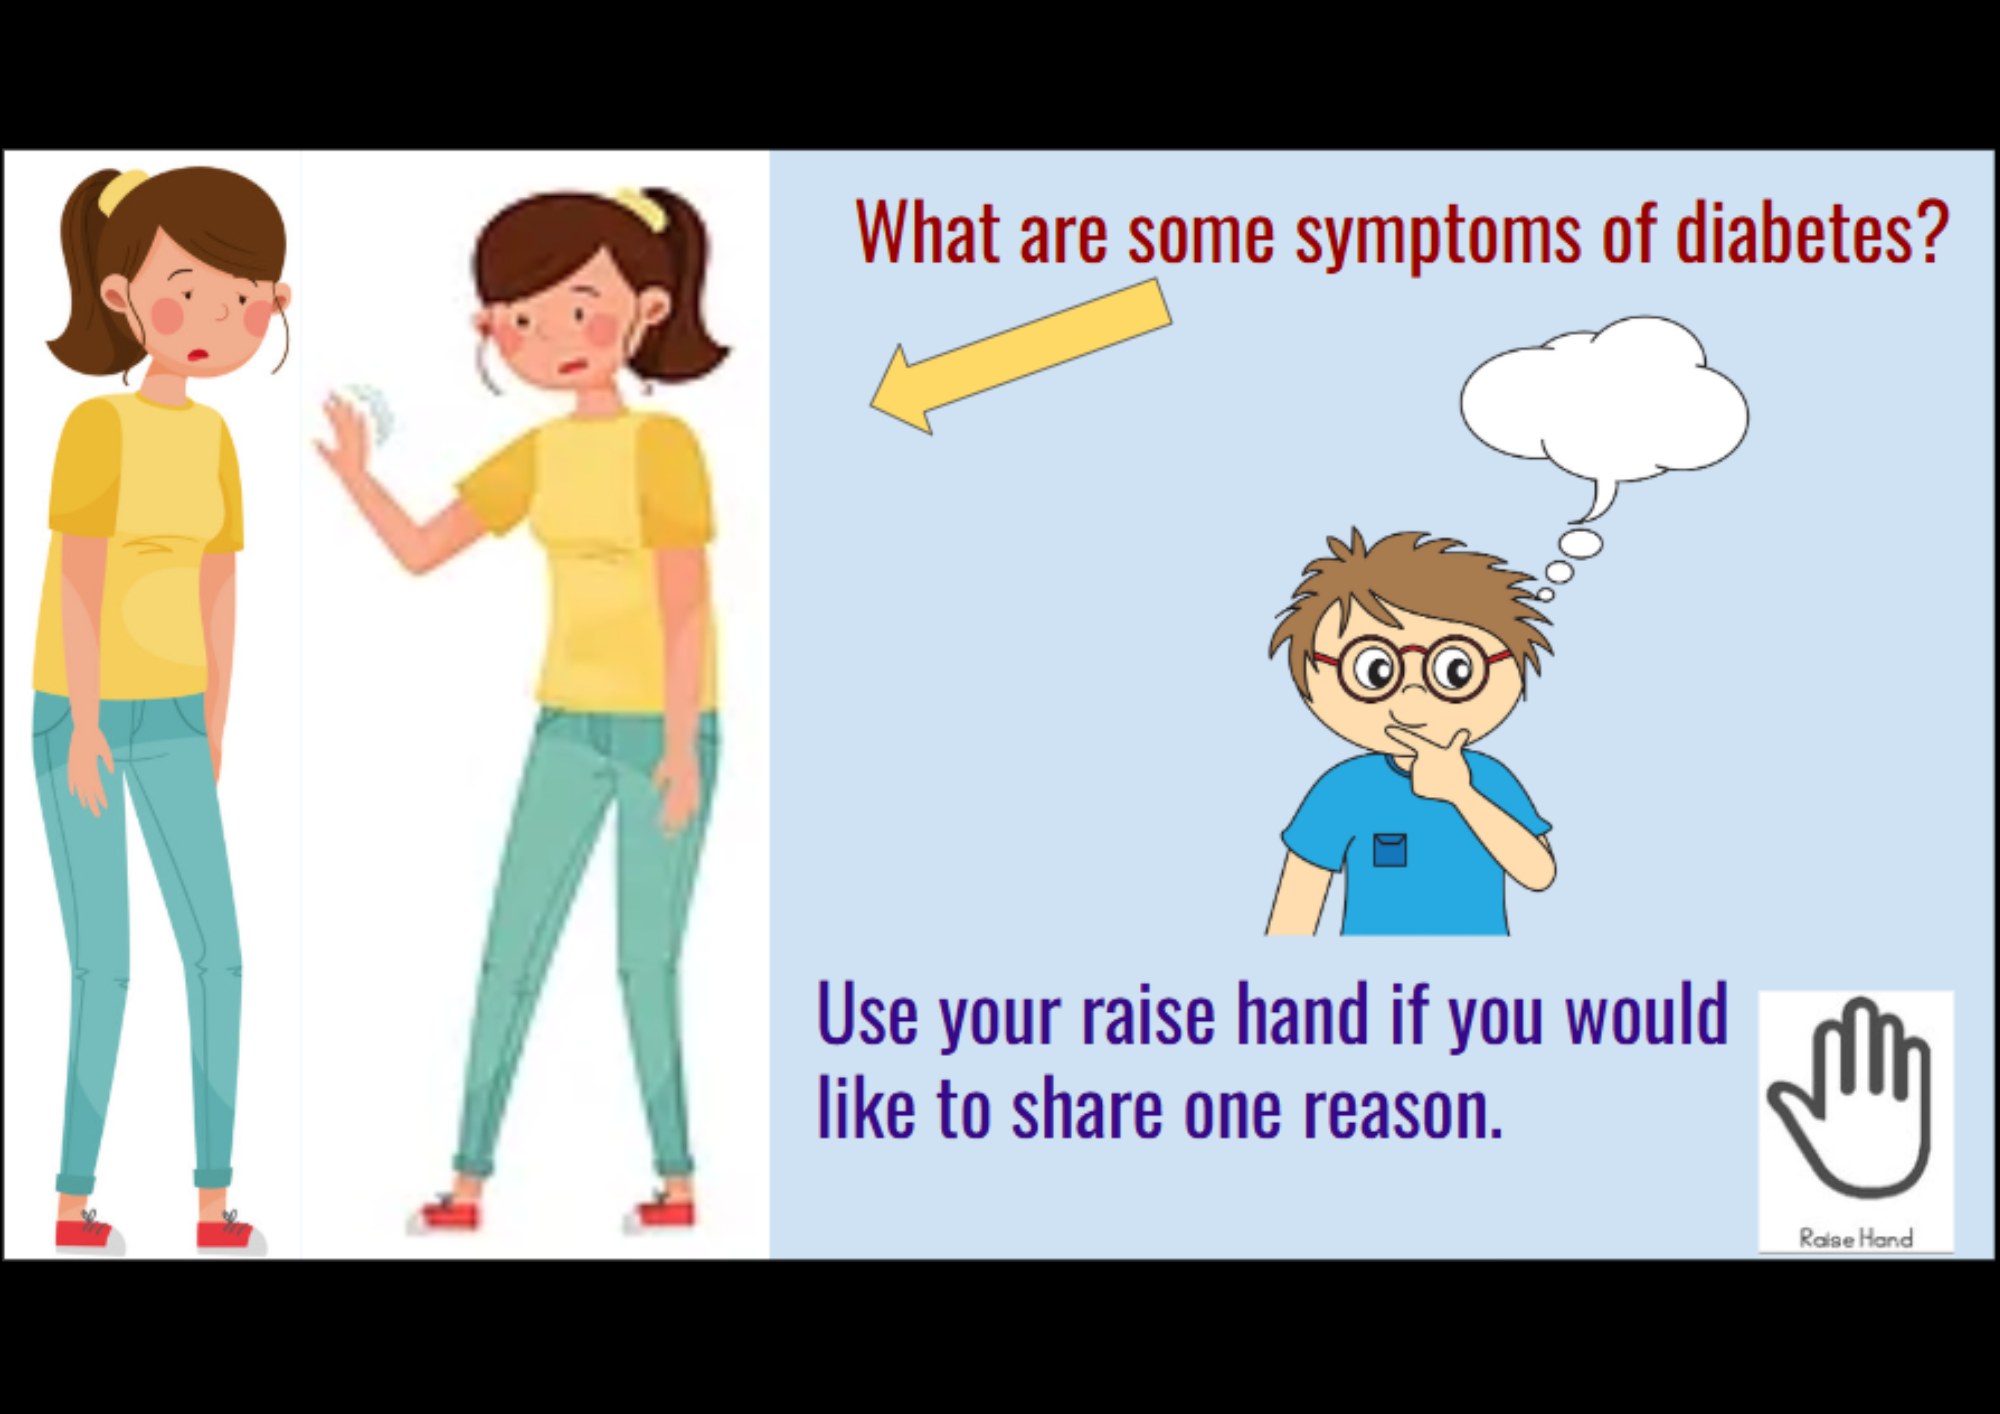 What are some symptoms of diabetes?
Use your raise hand if you would
like to share one reason.
Raise Hand